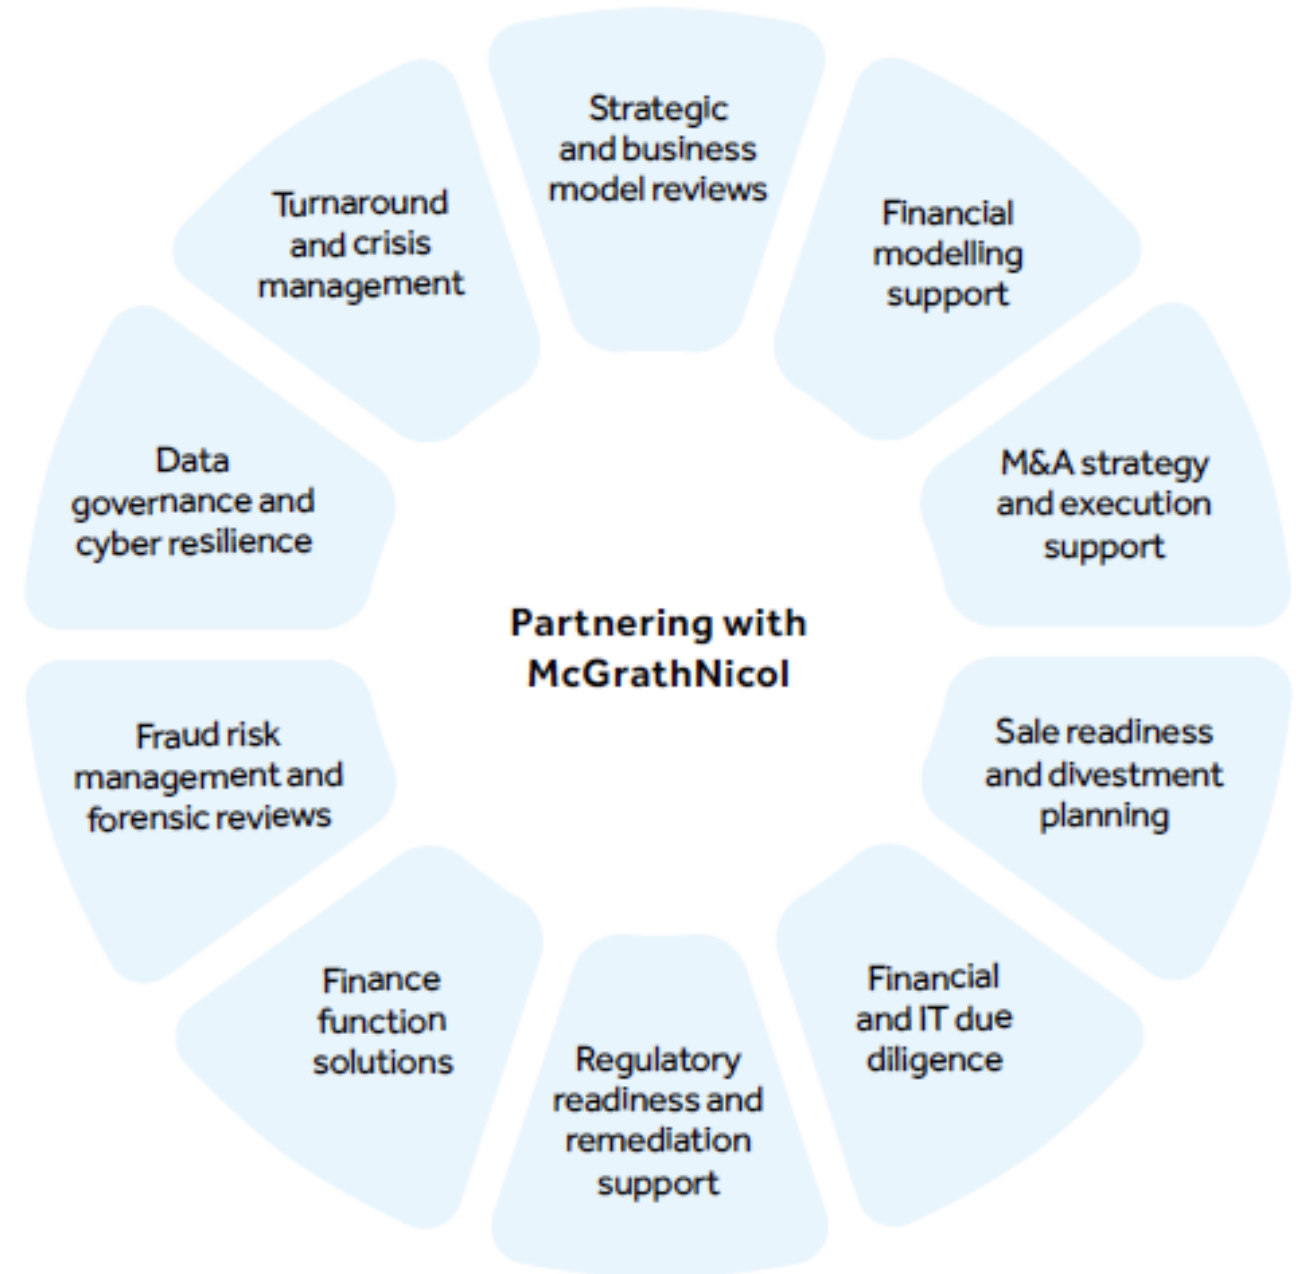 Strategic
and business
model reviews
Financial
modelling
support
M&A strategy
and execution
support
Sale readiness
and divestment
planning
Financial
and IT due
diligence
Regulatory
readiness and
remediation
support
Finance
function
solutions
Fraud risk
management and
forensic reviews
Data
governance and
cyber resilience
Turnaround
and crisis
management
Partnering with
McGrathNicol